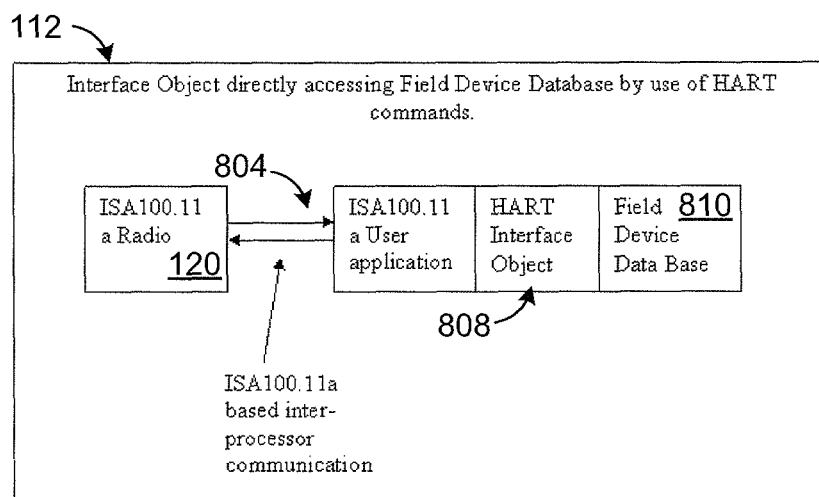 112
Interface Object directly accessing Field Device Database by use of HART
commands.
804
ISA100.11
a Radio
120
ISA100.11
a User
application
HART
Interface
Object
Field 810
Device
Data Base
808
ISA100.11a
based inter-
processor
communication